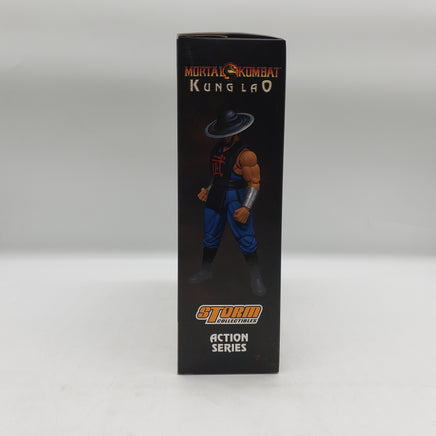 MORTAL KOMBAT
KUNG LAO
STORM
COLLECTIBLES
ACTION
SERIES